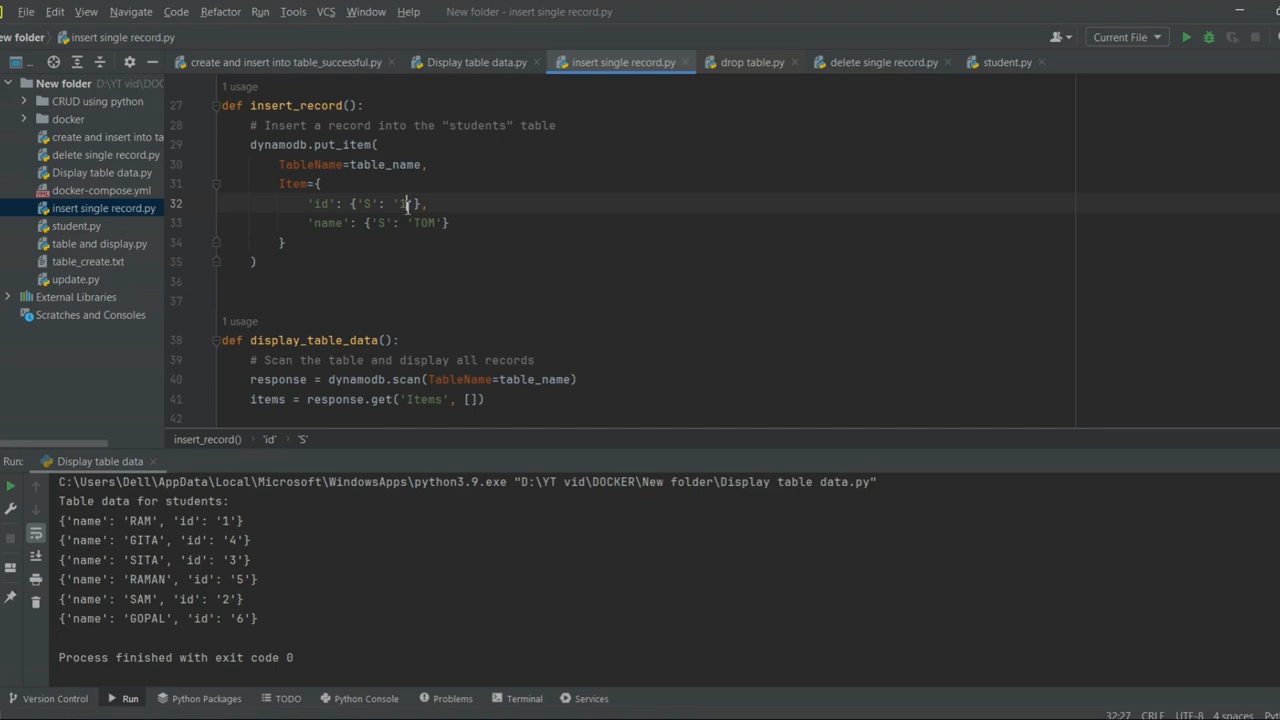 File Edit View Navigate Code Refactor Run Tools VCS Window Help New folder - insert single record.py
ew folder insert single record.py Current File
create and insert into table_successful.py Display table data.py insert single record.py drop table.py delete single record.py student.py
New folder D:\YT vid\DOC
CRUD using python
docker
create and insert into ta
delete single record.py
Display table data.py
docker-compose.yml
insert single record.py
student.py
table and display.py
table_create.txt
update.py
External Libraries
Scratches and Consoles
1 usage
27 def insert_record():
28 # Insert a record into the "students" table
29 dynamodb.put_item(
30 TableName=table_name,
31 Item={
32 'id': {'S': '1'},
33 'name': {'S': 'TOM'}
34 }
35 )
36
37
1 usage
38 def display_table_data():
39 # Scan the table and display all records
40 response = dynamodb.scan(TableName=table_name)
41 items = response.get('Items', [])
42
insert_record() 'id' 'S'
Run: Display table data
C:\Users\Dell\AppData\Local\Microsoft\WindowsApps\python3.9.exe "D:\YT vid\DOCKER\New folder\Display table data.py"
Table data for students:
{'name': 'RAM', 'id': '1'}
{'name': 'GITA', 'id': '4'}
{'name': 'SITA', 'id': '3'}
{'name': 'RAMAN', 'id': '5'}
{'name': 'SAM', 'id': '2'}
{'name': 'GOPAL', 'id': '6'}
Process finished with exit code 0
Version Control Run Python Packages TODO Python Console Problems Terminal Services
32:27 CRLF UTF-8 4 spaces Pyt